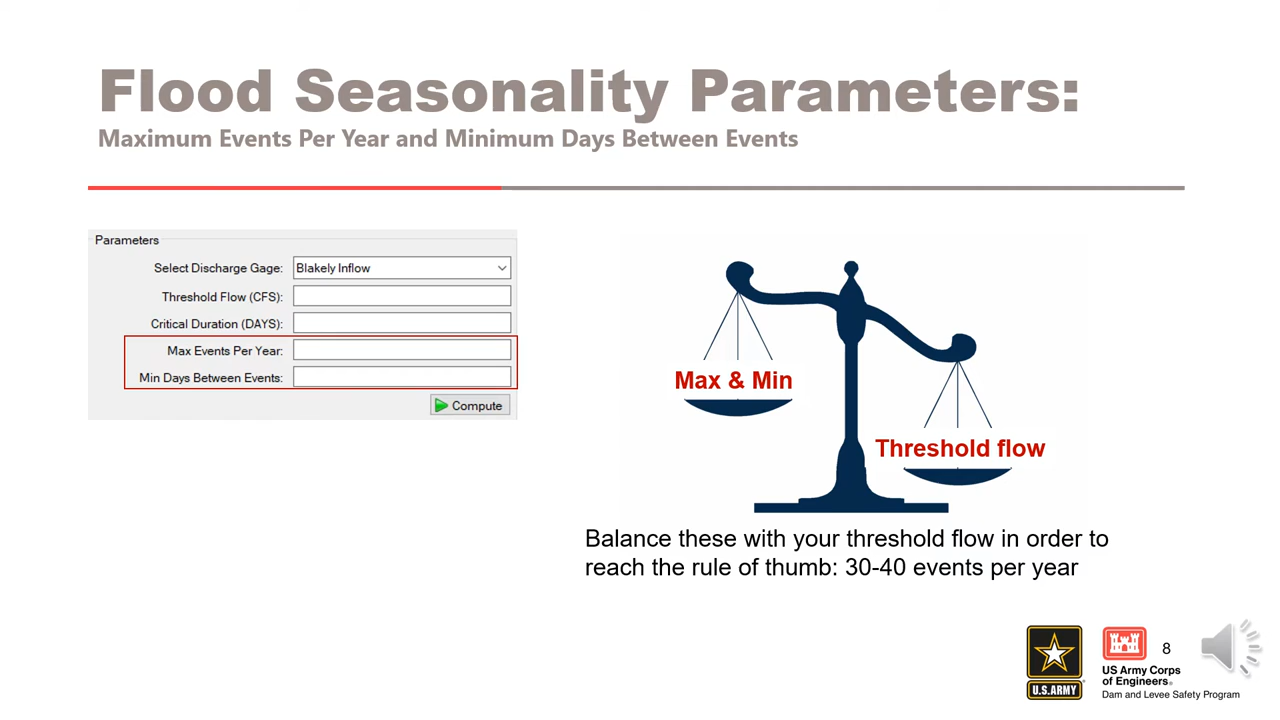 Flood Seasonality Parameters:
Maximum Events Per Year and Minimum Days Between Events
Parameters
Select Discharge Gage: Blakely Inflow
Threshold Flow (CFS):
Critical Duration (DAYS):
Max Events Per Year:
Min Days Between Events:
Compute
Max & Min
Threshold flow
Balance these with your threshold flow in order to
reach the rule of thumb: 30-40 events per year
U.S.ARMY
US Army Corps
of Engineers®
Dam and Levee Safety Program
8